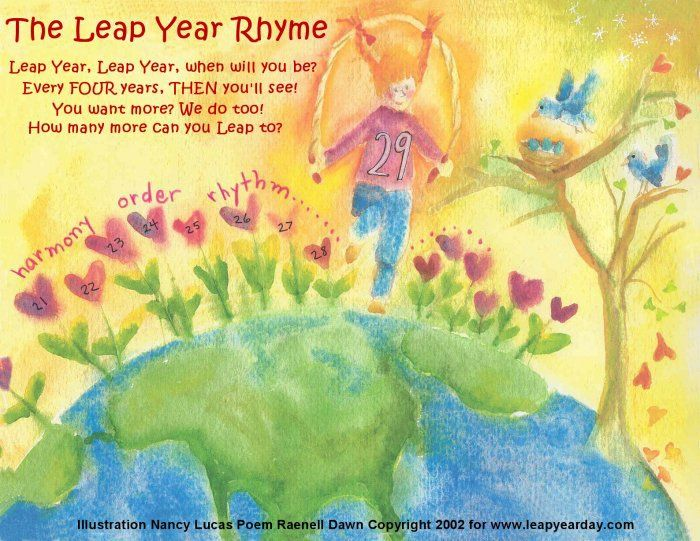 The Leap Year Rhyme
Leap Year, Leap Year, when will you be?
Every FOUR years, THEN you'll see!
You want more? We do too!
How many more can you Leap to?
harmony order rhythm......
29
21 22 23 24 25 26 27 28
Illustration Nancy Lucas Poem Raenell Dawn Copyright 2002 for www.leapyearday.com